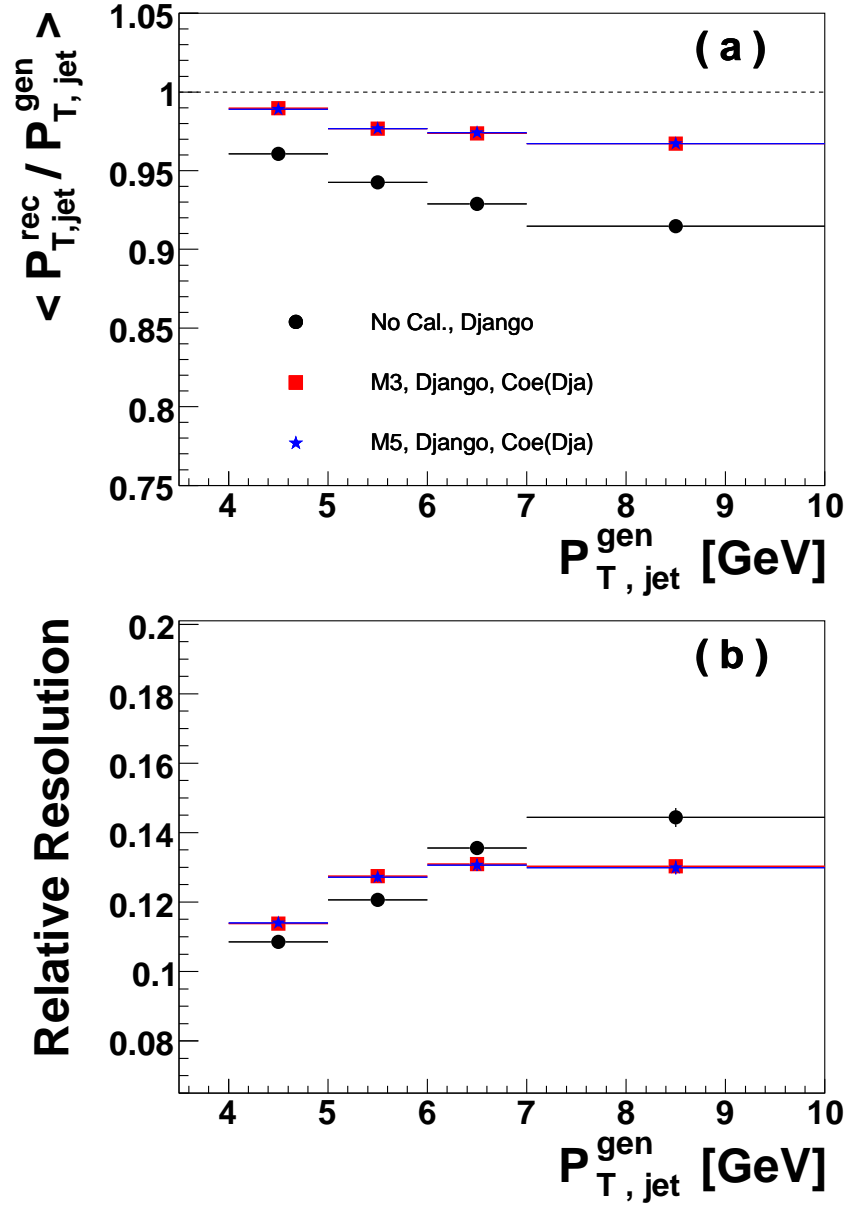 < P^{rec}_{T,jet} / P^{gen}_{T, jet} >
( a )
1.05
1
0.95
0.9
0.85
0.8
0.75
No Cal., Django
M3, Django, Coe(Dja)
M5, Django, Coe(Dja)
4 5 6 7 8 9 10
P^{gen}_{T , jet} [GeV]
Relative Resolution
( b )
0.2
0.18
0.16
0.14
0.12
0.1
0.08
4 5 6 7 8 9 10
P^{gen}_{T , jet} [GeV]